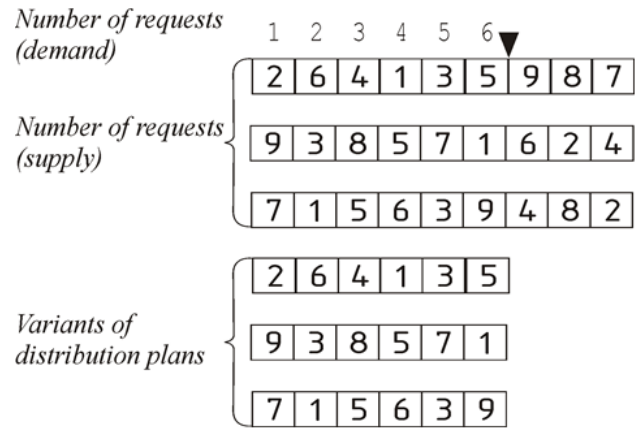 Number of requests
(demand)
1 2 3 4 5 6
2 6 4 1 3 5 9 8 7
Number of requests
(supply)
9 3 8 5 7 1 6 2 4
7 1 5 6 3 9 4 8 2
2 6 4 1 3 5
Variants of
distribution plans
9 3 8 5 7 1
7 1 5 6 3 9